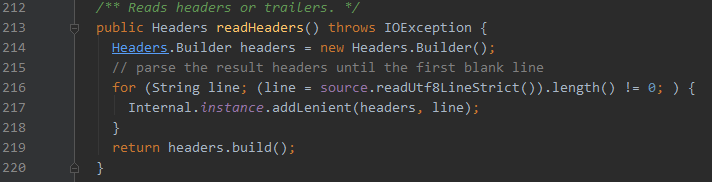 212 /** Reads headers or trailers. */
213 public Headers readHeaders() throws IOException {
214 Headers.Builder headers = new Headers.Builder();
215 // parse the result headers until the first blank line
216 for (String line; (line = source.readUtf8LineStrict()).length() != 0; ) {
217 Internal.instance.addLenient(headers, line);
218 }
219 return headers.build();
220 }